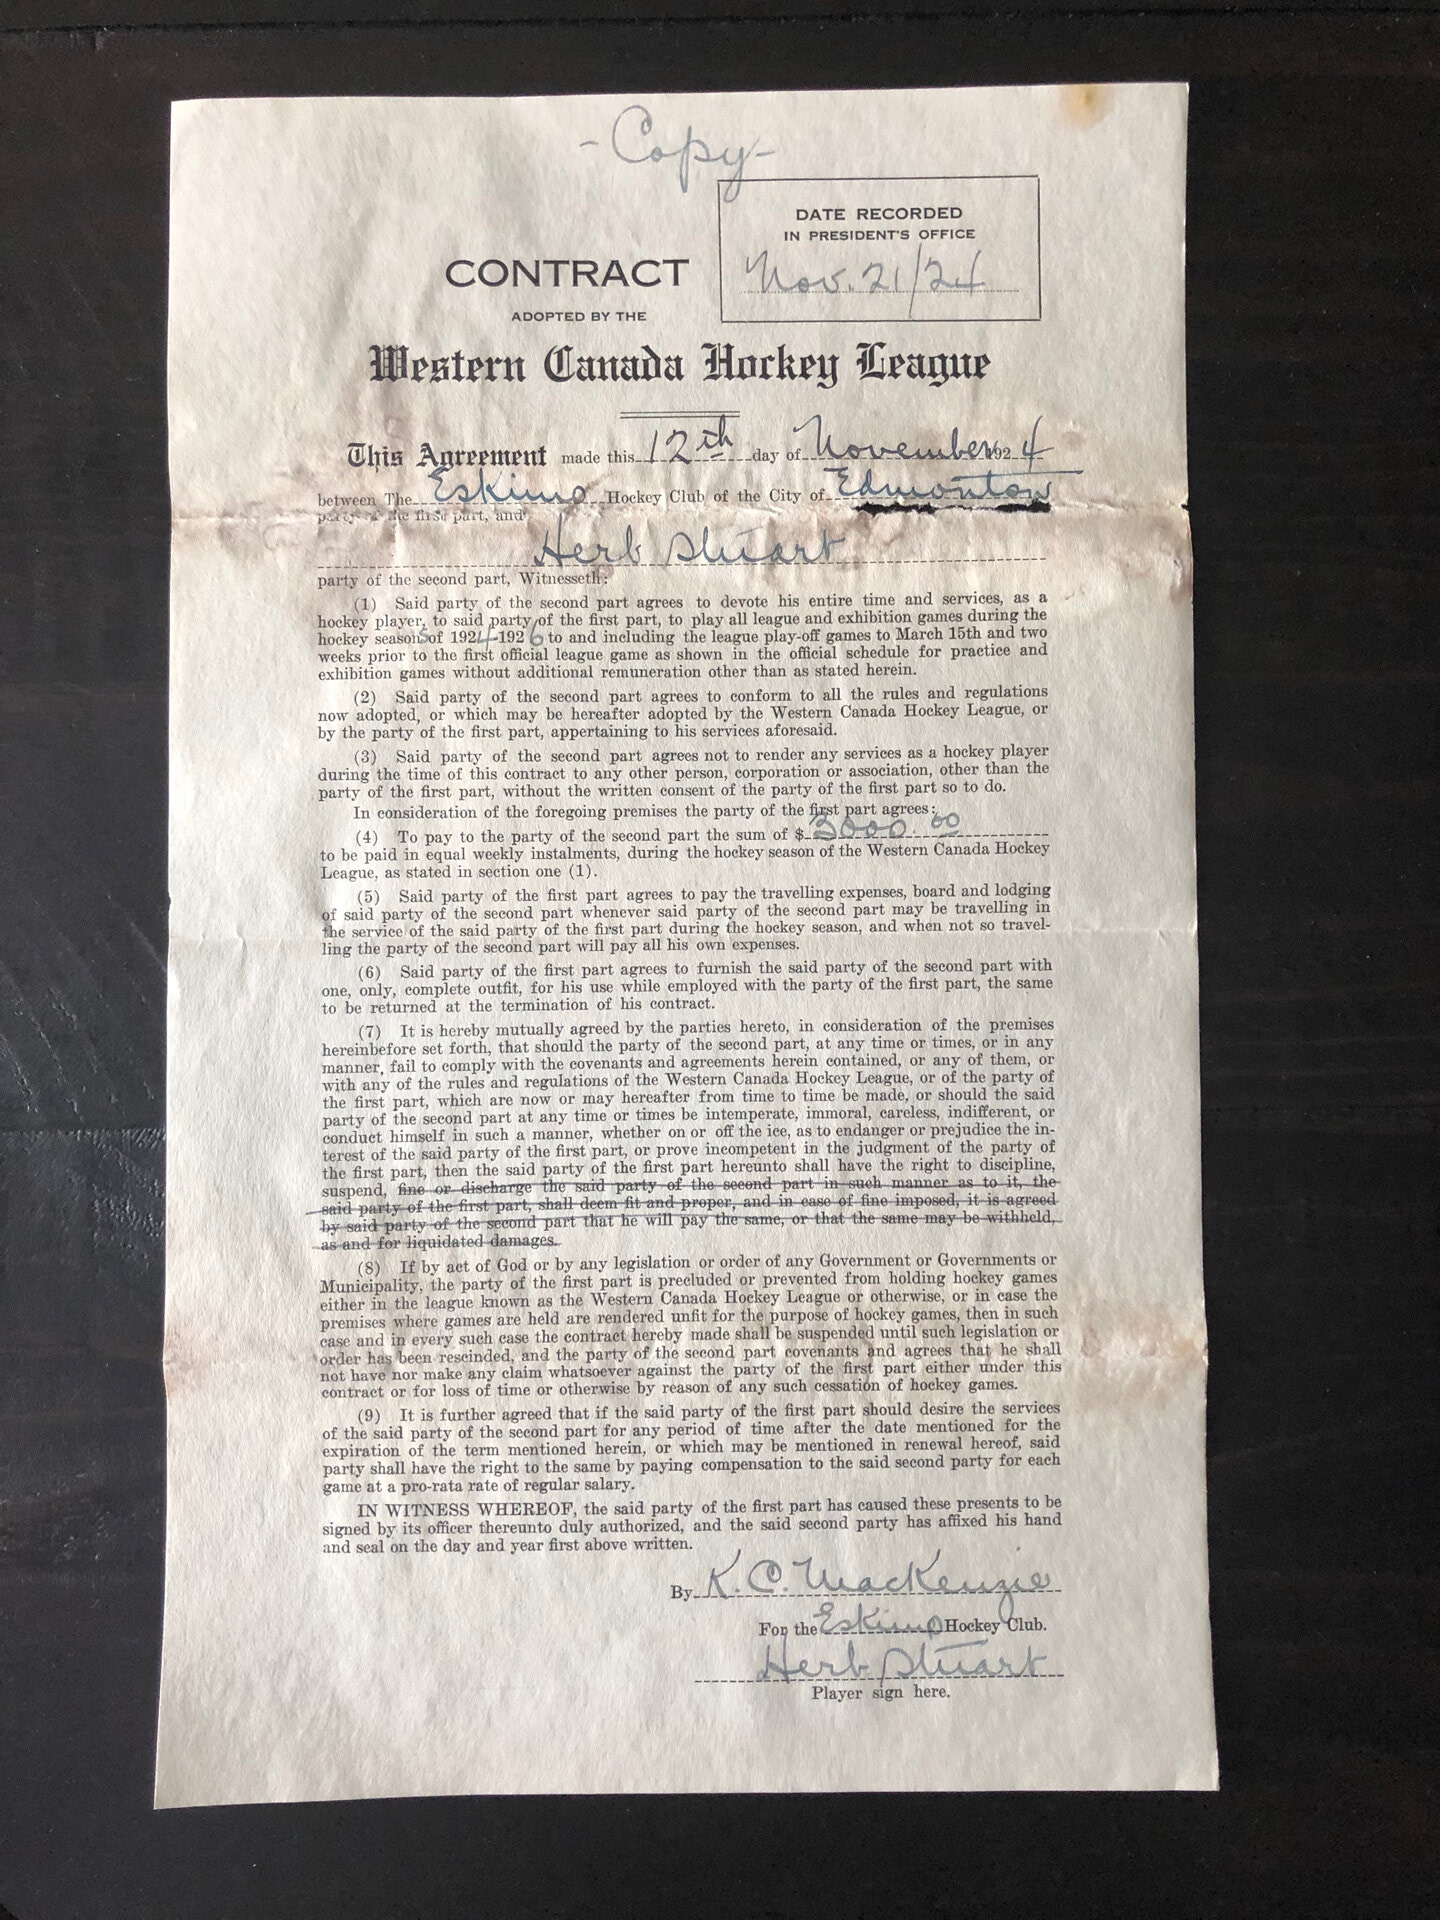 - Copy -
DATE RECORDED
IN PRESIDENT'S OFFICE
Nov. 21/24
CONTRACT
ADOPTED BY THE
Western Canada Hockey League
This Agreement made this 12th day of November 1924
between The Eskimo Hockey Club of the City of Edmonton
party of the first part, and
Herb Stuart
party of the second part, Witnesseth:
(1) Said party of the second part agrees to devote his entire time and services, as a
hockey player, to said party of the first part, to play all league and exhibition games during the
hockey seasons of 1924-1926 to and including the league play-off games to March 15th and two
weeks prior to the first official league game as shown in the official schedule for practice and
exhibition games without additional remuneration other than as stated herein.
(2) Said party of the second part agrees to conform to all the rules and regulations
now adopted, or which may be hereafter adopted by the Western Canada Hockey League, or
by the party of the first part, appertaining to his services aforesaid.
(3) Said party of the second part agrees not to render any services as a hockey player
during the time of this contract to any other person, corporation or association, other than the
party of the first part, without the written consent of the party of the first part so to do.
In consideration of the foregoing premises the party of the first part agrees:
(4) To pay to the party of the second part the sum of $3000.00
to be paid in equal weekly instalments, during the hockey season of the Western Canada Hockey
League, as stated in section one (1).
(5) Said party of the first part agrees to pay the travelling expenses, board and lodging
of said party of the second part whenever said party of the second part may be travelling in
the service of the said party of the first part during the hockey season, and when not so travel-
ling the party of the second part will pay all his own expenses.
(6) Said party of the first part agrees to furnish the said party of the second part with
one, only, complete outfit, for his use while employed with the party of the first part, the same
to be returned at the termination of his contract.
(7) It is hereby mutually agreed by the parties hereto, in consideration of the premises
hereinbefore set forth, that should the party of the second part, at any time or times, or in any
manner, fail to comply with the covenants and agreements herein contained, or any of them, or
with any of the rules and regulations of the Western Canada Hockey League, or of the party of
the first part, which are now or may hereafter from time to time be made, or should the said
party of the second part at any time or times be intemperate, immoral, careless, indifferent, or
conduct himself in such a manner, whether on or off the ice, as to endanger or prejudice the in-
terest of the said party of the first part, or prove incompetent in the judgment of the party of
the first part, then the said party of the first part hereunto shall have the right to discipline,
suspend, fine or discharge the said party of the second part in such manner as to it, the
said party of the first part, shall deem fit and proper, and in case of fine imposed, it is agreed
by said party of the second part that he will pay the same, or that the same may be withheld,
as and for liquidated damages.
(8) If by act of God or by any legislation or order of any Government or Governments or
Municipality, the party of the first part is precluded or prevented from holding hockey games
either in the league known as the Western Canada Hockey League or otherwise, or in case the
premises where games are held are rendered unfit for the purpose of hockey games, then in such
case and in every such case the contract hereby made shall be suspended until such legislation or
order has been rescinded, and the party of the second part covenants and agrees that he shall
not have nor make any claim whatsoever against the party of the first part either under this
contract or for loss of time or otherwise by reason of any such cessation of hockey games.
(9) It is further agreed that if the said party of the first part should desire the services
of the said party of the second part for any period of time after the date mentioned for the
expiration of the term mentioned herein, or which may be mentioned in renewal hereof, said
party shall have the right to the same by paying compensation to the said second party for each
game at a pro-rata rate of regular salary.
IN WITNESS WHEREOF, the said party of the first part has caused these presents to be
signed by its officer thereunto duly authorized, and the said second party has affixed his hand
and seal on the day and year first above written.
By K. C. MacKenzie
For the Eskimo Hockey Club.
Herb Stuart
Player sign here.